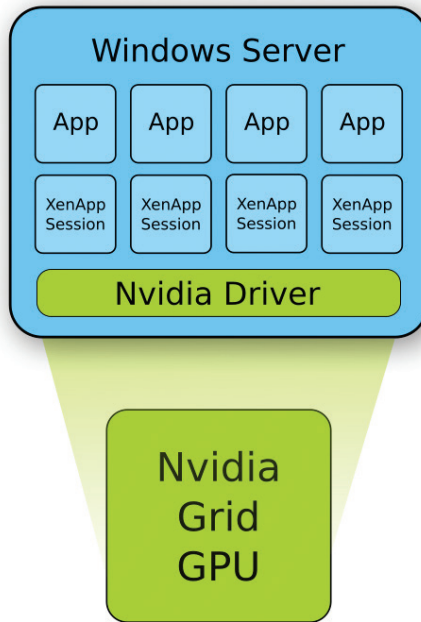 Windows Server
App App App App
XenApp XenApp XenApp XenApp
Session Session Session Session
Nvidia Driver
Nvidia
Grid
GPU